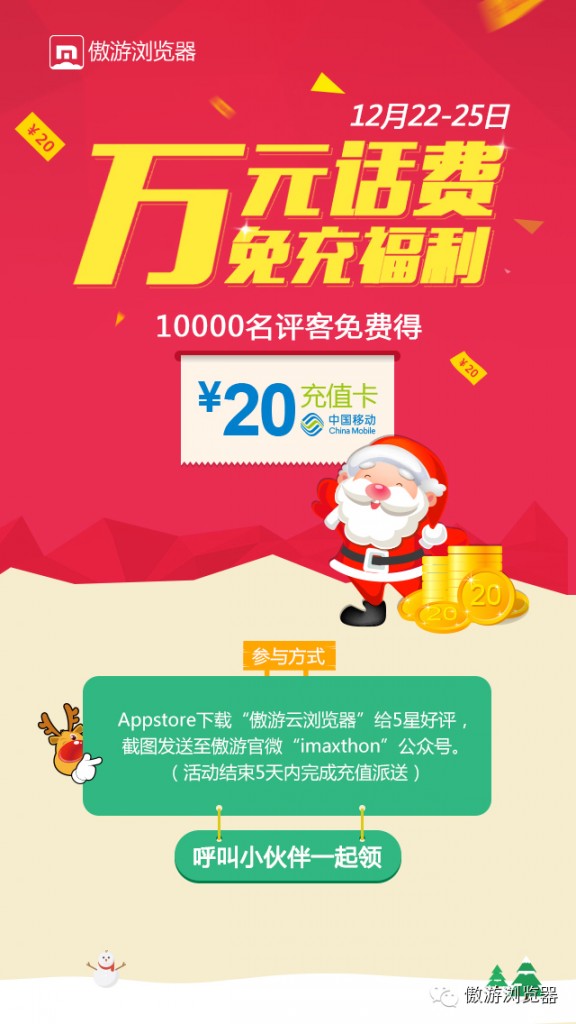 傲游浏览器
12月22-25日
¥20
万元话费
免充福利
10000名评客免费得
¥20
¥20充值卡
中国移动
China Mobile
20
20
参与方式
Appstore下载“傲游云浏览器”给5星好评，
截图发送至傲游官微“imaxthon”公众号。
（活动结束5天内完成充值派送）
呼叫小伙伴一起领
傲游浏览器